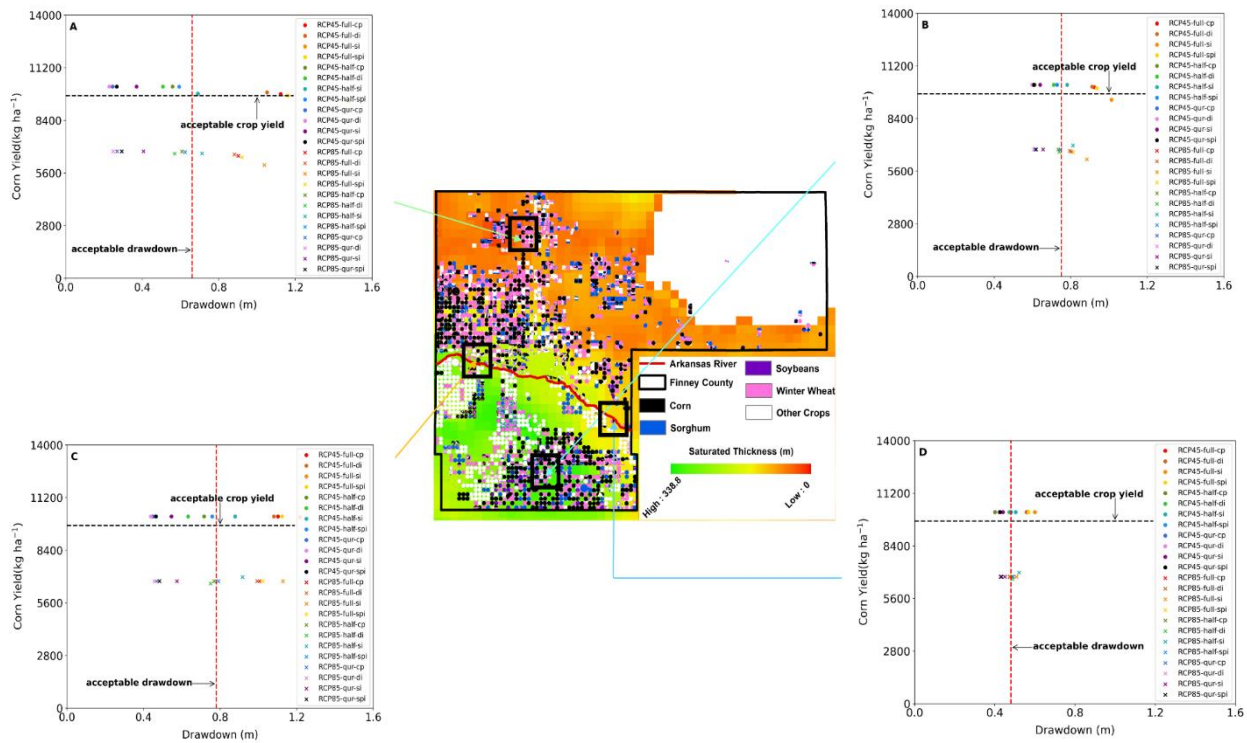 A
14000
11200
8400
5600
2800
0
Corn Yield(kg ha⁻¹)
0.0
0.4
0.8
1.2
1.6
Drawdown (m)
acceptable crop yield
acceptable drawdown
RCP45-full-cp
RCP45-full-di
RCP45-full-si
RCP45-full-spi
RCP45-half-cp
RCP45-half-di
RCP45-half-si
RCP45-half-spi
RCP45-qur-cp
RCP45-qur-di
RCP45-qur-si
RCP45-qur-spi
RCP85-full-cp
RCP85-full-di
RCP85-full-si
RCP85-full-spi
RCP85-half-cp
RCP85-half-di
RCP85-half-si
RCP85-half-spi
RCP85-qur-cp
RCP85-qur-di
RCP85-qur-si
RCP85-qur-spi
B
14000
11200
8400
5600
2800
0
Corn Yield(kg ha⁻¹)
0.0
0.4
0.8
1.2
1.6
Drawdown (m)
acceptable crop yield
acceptable drawdown
RCP45-full-cp
RCP45-full-di
RCP45-full-si
RCP45-full-spi
RCP45-half-cp
RCP45-half-di
RCP45-half-si
RCP45-half-spi
RCP45-qur-cp
RCP45-qur-di
RCP45-qur-si
RCP45-qur-spi
RCP85-full-cp
RCP85-full-di
RCP85-full-si
RCP85-full-spi
RCP85-half-cp
RCP85-half-di
RCP85-half-si
RCP85-half-spi
RCP85-qur-cp
RCP85-qur-di
RCP85-qur-si
RCP85-qur-spi
Arkansas River
Finney County
Corn
Sorghum
Soybeans
Winter Wheat
Other Crops
Saturated Thickness (m)
High : 338.8
Low : 0
C
14000
11200
8400
5600
2800
0
Corn Yield(kg ha⁻¹)
0.0
0.4
0.8
1.2
1.6
Drawdown (m)
acceptable crop yield
acceptable drawdown
RCP45-full-cp
RCP45-full-di
RCP45-full-si
RCP45-full-spi
RCP45-half-cp
RCP45-half-di
RCP45-half-si
RCP45-half-spi
RCP45-qur-cp
RCP45-qur-di
RCP45-qur-si
RCP45-qur-spi
RCP85-full-cp
RCP85-full-di
RCP85-full-si
RCP85-full-spi
RCP85-half-cp
RCP85-half-di
RCP85-half-si
RCP85-half-spi
RCP85-qur-cp
RCP85-qur-di
RCP85-qur-si
RCP85-qur-spi
D
14000
11200
8400
5600
2800
0
Corn Yield(kg ha⁻¹)
0.0
0.4
0.8
1.2
1.6
Drawdown (m)
acceptable crop yield
acceptable drawdown
RCP45-full-cp
RCP45-full-di
RCP45-full-si
RCP45-full-spi
RCP45-half-cp
RCP45-half-di
RCP45-half-si
RCP45-half-spi
RCP45-qur-cp
RCP45-qur-di
RCP45-qur-si
RCP45-qur-spi
RCP85-full-cp
RCP85-full-di
RCP85-full-si
RCP85-full-spi
RCP85-half-cp
RCP85-half-di
RCP85-half-si
RCP85-half-spi
RCP85-qur-cp
RCP85-qur-di
RCP85-qur-si
RCP85-qur-spi